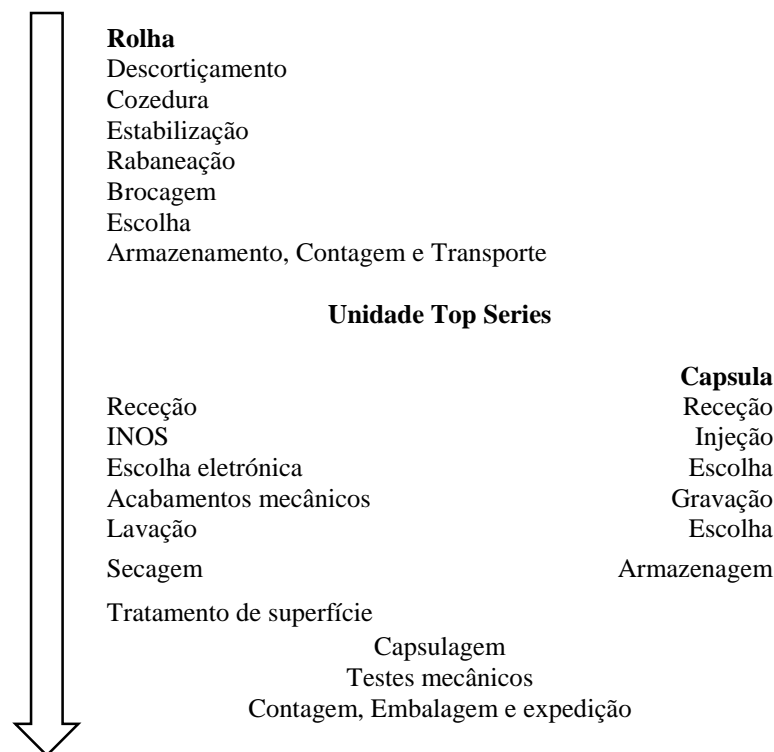 Rolha
Descortiçamento
Cozedura
Estabilização
Rabaneação
Brocagem
Escolha
Armazenamento, Contagem e Transporte
Unidade Top Series
Capsula
Receção Receção
INOS Injeção
Escolha eletrónica Escolha
Acabamentos mecânicos Gravação
Lavação Escolha
Secagem Armazenagem
Tratamento de superfície
Capsulagem
Testes mecânicos
Contagem, Embalagem e expedição